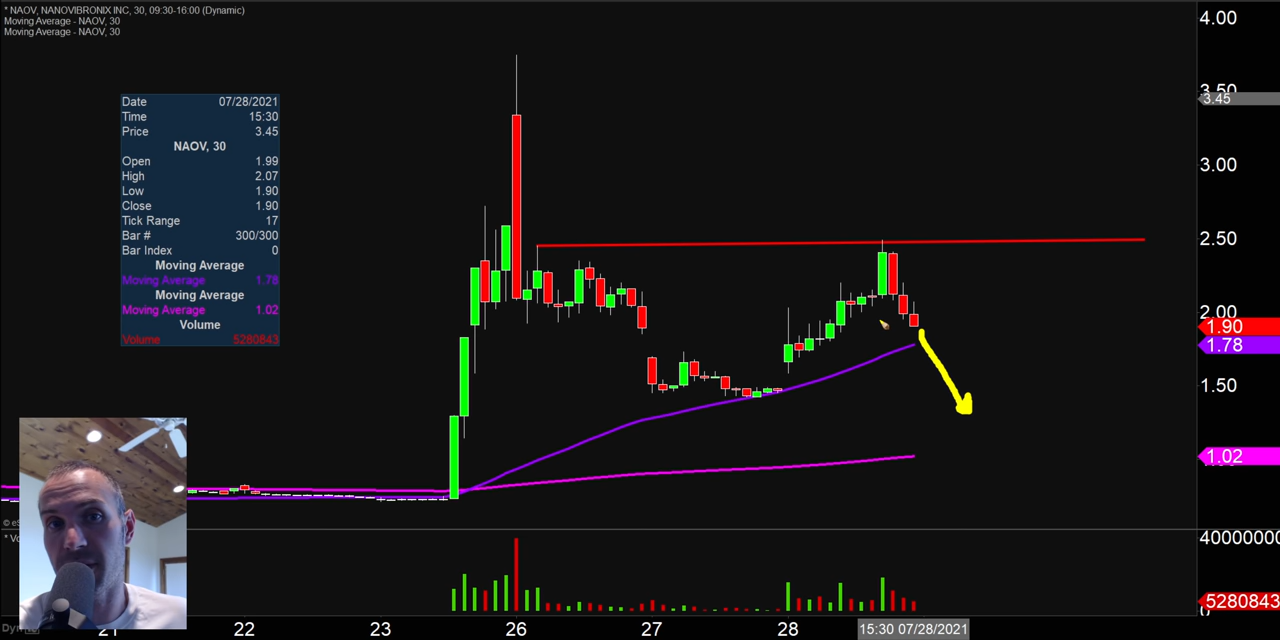 * NAOV, NANOVIBRONIX INC, 30, 09:30-16:00 (Dynamic)
Moving Average - NAOV, 30
Moving Average - NAOV, 30
Date 07/28/2021
Time 15:30
Price 3.45
NAOV, 30
Open 1.99
High 2.07
Low 1.90
Close 1.90
Tick Range 17
Bar # 300/300
Bar Index 0
Moving Average
Moving Average 1.78
Moving Average
Moving Average 1.02
Volume
Volume 5280843
4.00
3.50
3.45
3.00
2.50
2.00
1.90
1.78
1.50
1.02
40000000
5280843
21 22 23 26 27 28 15:30 07/28/2021